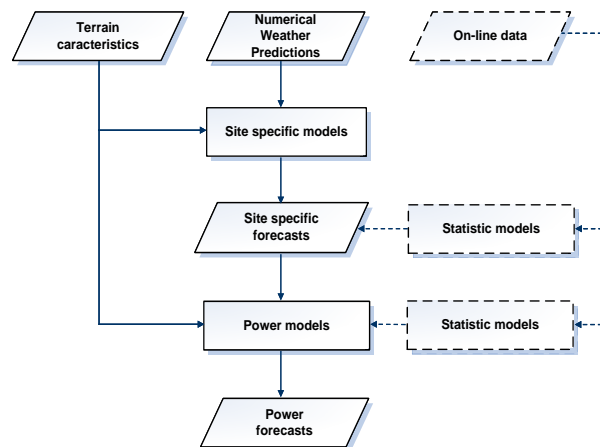 Terrain
caracteristics
Numerical
Weather
Predictions
On-line data
Site specific models
Site specific
forecasts
Statistic models
Power models
Statistic models
Power
forecasts